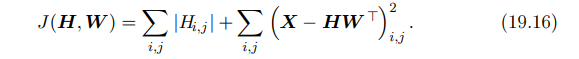 J(H, W) = ∑_{i,j} |H_{i,j}| + ∑_{i,j} (X − HW^⊤)²_{i,j}. (19.16)